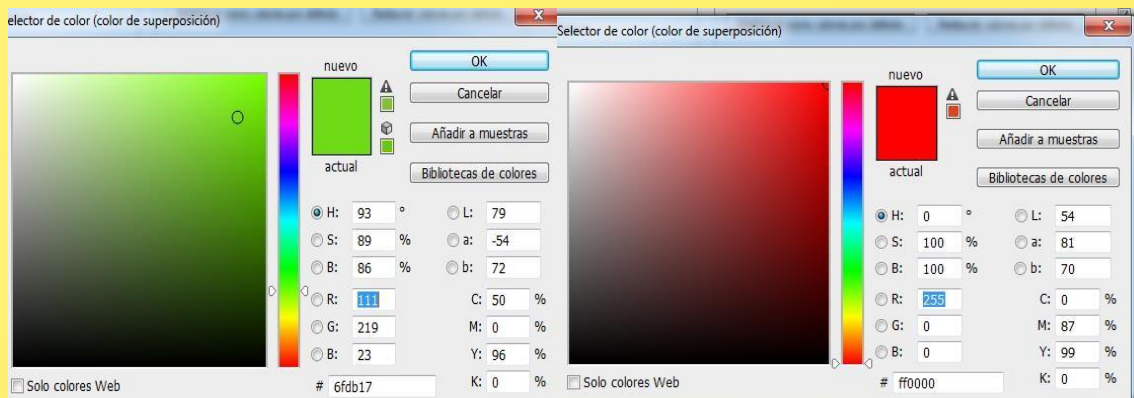 Selector de color (color de superposición)
nuevo
actual
OK
Cancelar
Añadir a muestras
Bibliotecas de colores
H: 93 °
S: 89 %
B: 86 %
R: 111
G: 219
B: 23
L: 79
a: -54
b: 72
C: 50 %
M: 0 %
Y: 96 %
K: 0 %
Solo colores Web
# 6fdb17
Selector de color (color de superposición)
nuevo
actual
OK
Cancelar
Añadir a muestras
Bibliotecas de colores
H: 0 °
S: 100 %
B: 100 %
R: 255
G: 0
B: 0
L: 54
a: 81
b: 70
C: 0 %
M: 87 %
Y: 99 %
K: 0 %
Solo colores Web
# ff0000